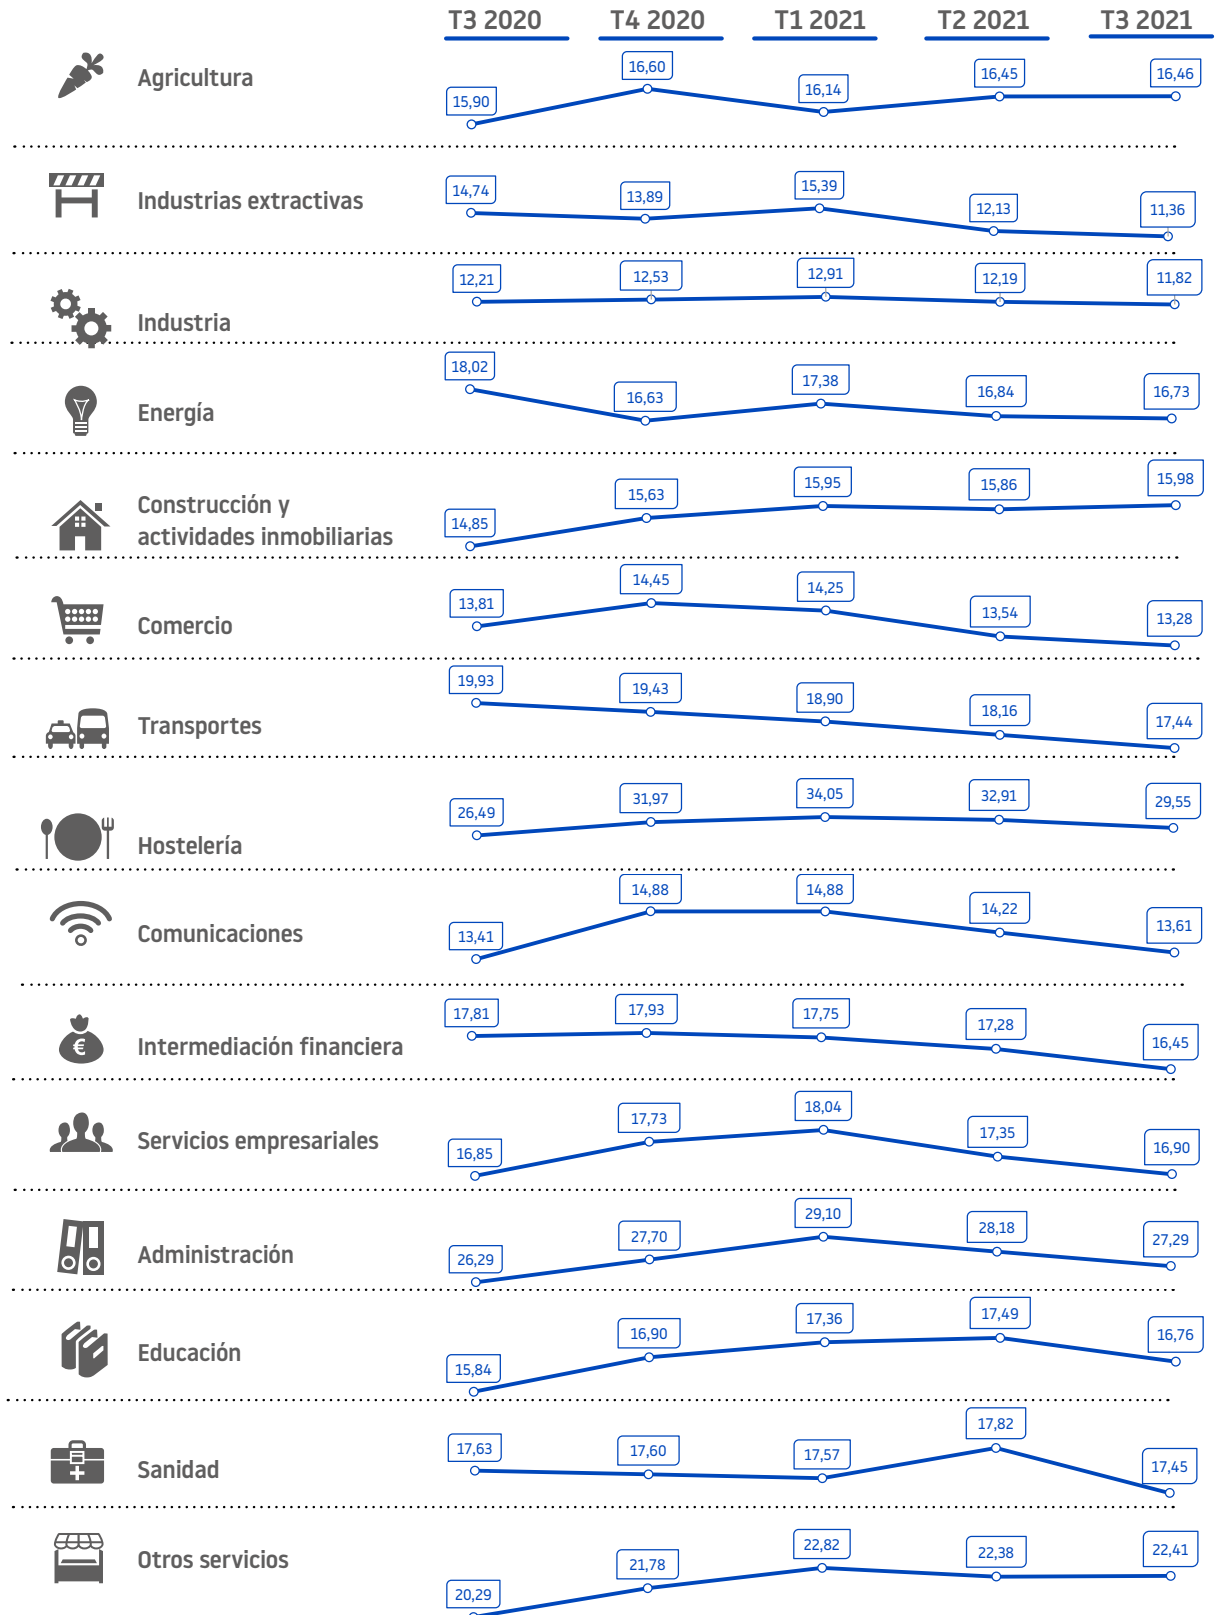 T3 2020 T4 2020 T1 2021 T2 2021 T3 2021
Agricultura 15,90 16,60 16,14 16,45 16,46
Industrias extractivas 14,74 13,89 15,39 12,13 11,36
Industria 12,21 12,53 12,91 12,19 11,82
Energía 18,02 16,63 17,38 16,84 16,73
Construcción y
actividades inmobiliarias 14,85 15,63 15,95 15,86 15,98
Comercio 13,81 14,45 14,25 13,54 13,28
Transportes 19,93 19,43 18,90 18,16 17,44
Hostelería 26,49 31,97 34,05 32,91 29,55
Comunicaciones 13,41 14,88 14,88 14,22 13,61
€ Intermediación financiera 17,81 17,93 17,75 17,28 16,45
Servicios empresariales 16,85 17,73 18,04 17,35 16,90
Administración 26,29 27,70 29,10 28,18 27,29
Educación 15,84 16,90 17,36 17,49 16,76
Sanidad 17,63 17,60 17,57 17,82 17,45
Otros servicios 20,29 21,78 22,82 22,38 22,41